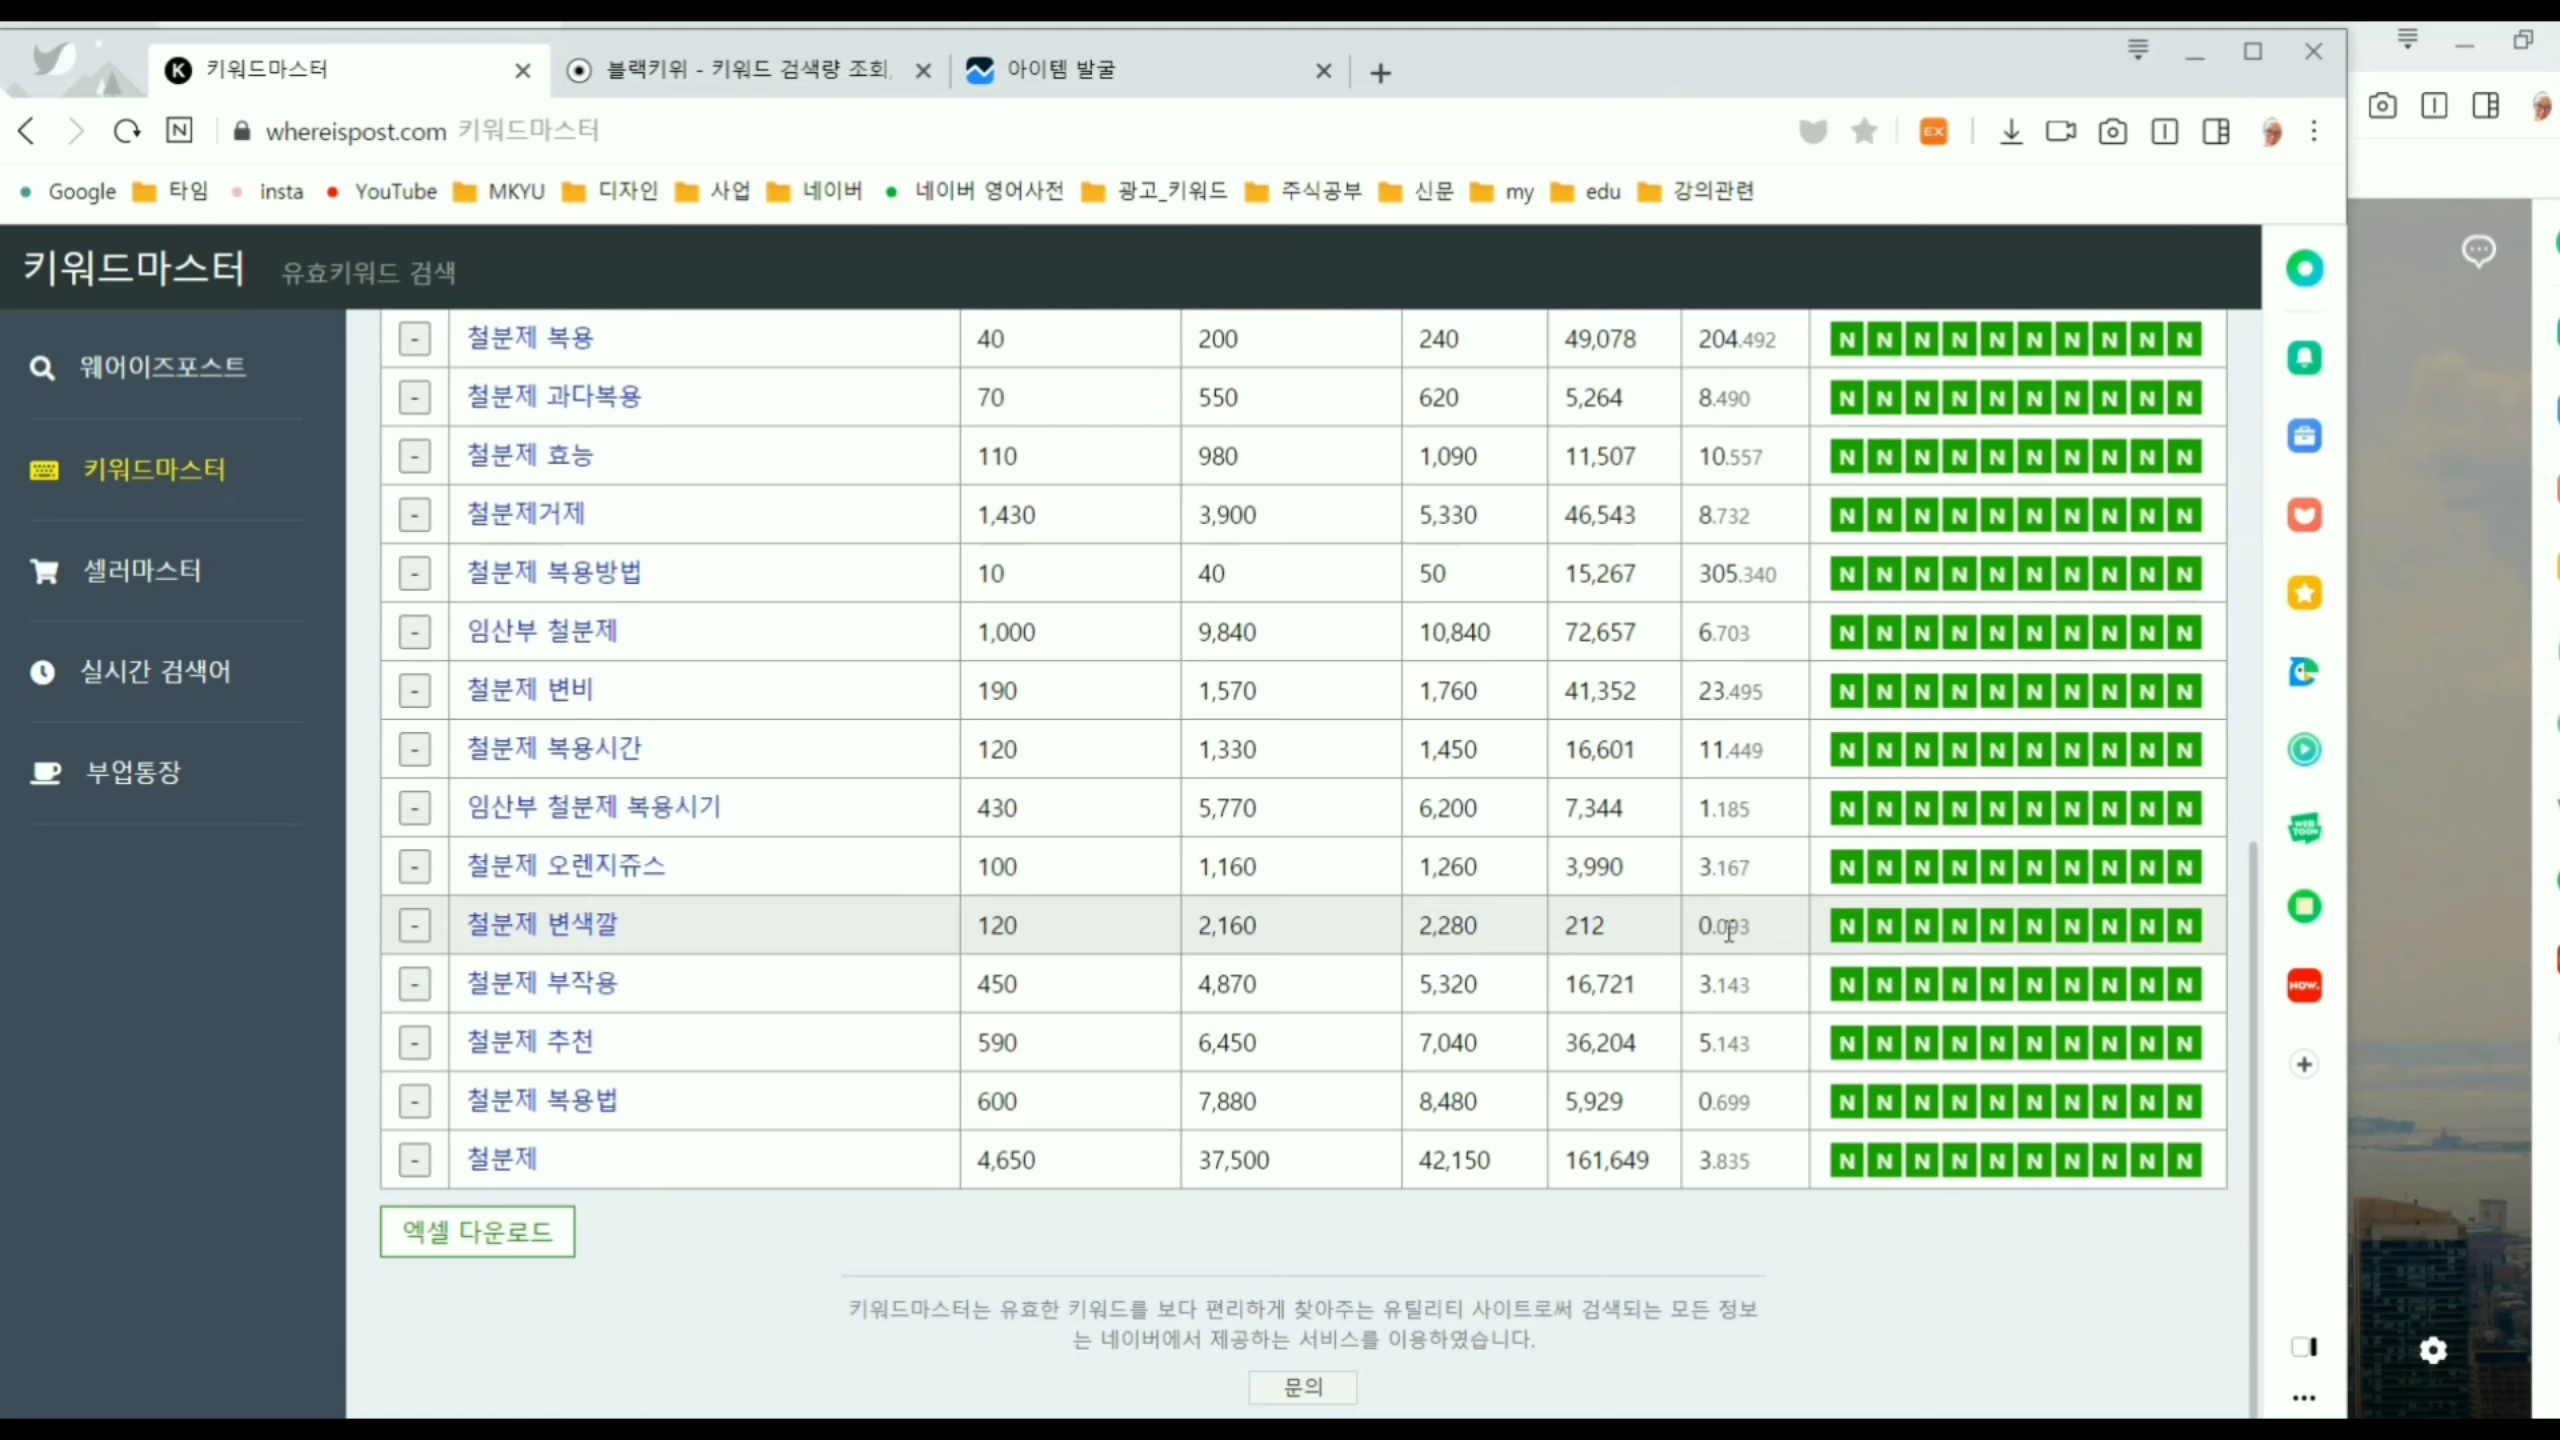 키워드마스터 블랙키위 - 키워드 검색량 조회, 아이템 발굴
whereispost.com 키워드마스터 EX
Google 타임 insta YouTube MKYU 디자인 사업 네이버 네이버 영어사전 광고_키워드 주식공부 신문 my edu 강의관련
키워드마스터 유효키워드 검색
웨어이즈포스트
키워드마스터
셀러마스터
실시간 검색어
부업통장
- 철분제 복용 40 200 240 49,078 204.492 N N N N N N N N N N
- 철분제 과다복용 70 550 620 5,264 8.490 N N N N N N N N N N
- 철분제 효능 110 980 1,090 11,507 10.557 N N N N N N N N N N
- 철분제거제 1,430 3,900 5,330 46,543 8.732 N N N N N N N N N N
- 철분제 복용방법 10 40 50 15,267 305.340 N N N N N N N N N N
- 임산부 철분제 1,000 9,840 10,840 72,657 6.703 N N N N N N N N N N
- 철분제 변비 190 1,570 1,760 41,352 23.495 N N N N N N N N N N
- 철분제 복용시간 120 1,330 1,450 16,601 11.449 N N N N N N N N N N
- 임산부 철분제 복용시기 430 5,770 6,200 7,344 1.185 N N N N N N N N N N
- 철분제 오렌지쥬스 100 1,160 1,260 3,990 3.167 N N N N N N N N N N
- 철분제 변색깔 120 2,160 2,280 212 0.093 N N N N N N N N N N
- 철분제 부작용 450 4,870 5,320 16,721 3.143 N N N N N N N N N N
- 철분제 추천 590 6,450 7,040 36,204 5.143 N N N N N N N N N N
- 철분제 복용법 600 7,880 8,480 5,929 0.699 N N N N N N N N N N
- 철분제 4,650 37,500 42,150 161,649 3.835 N N N N N N N N N N
엑셀 다운로드
키워드마스터는 유효한 키워드를 보다 편리하게 찾아주는 유틸리티 사이트로써 검색되는 모든 정보
는 네이버에서 제공하는 서비스를 이용하였습니다.
문의
WEB
TOON
NOW.